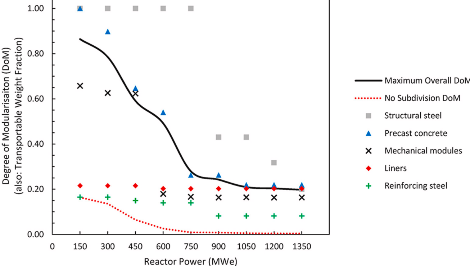 Degree of Modularisaiton (DoM)
(also: Transportable Weight Fraction)
1.00
0.80
0.60
0.40
0.20
0.00
0 150 300 450 600 750 900 1050 1200 1350
Reactor Power (MWe)
Maximum Overall DoM
No Subdivision DoM
Structural steel
Precast concrete
Mechanical modules
Liners
Reinforcing steel